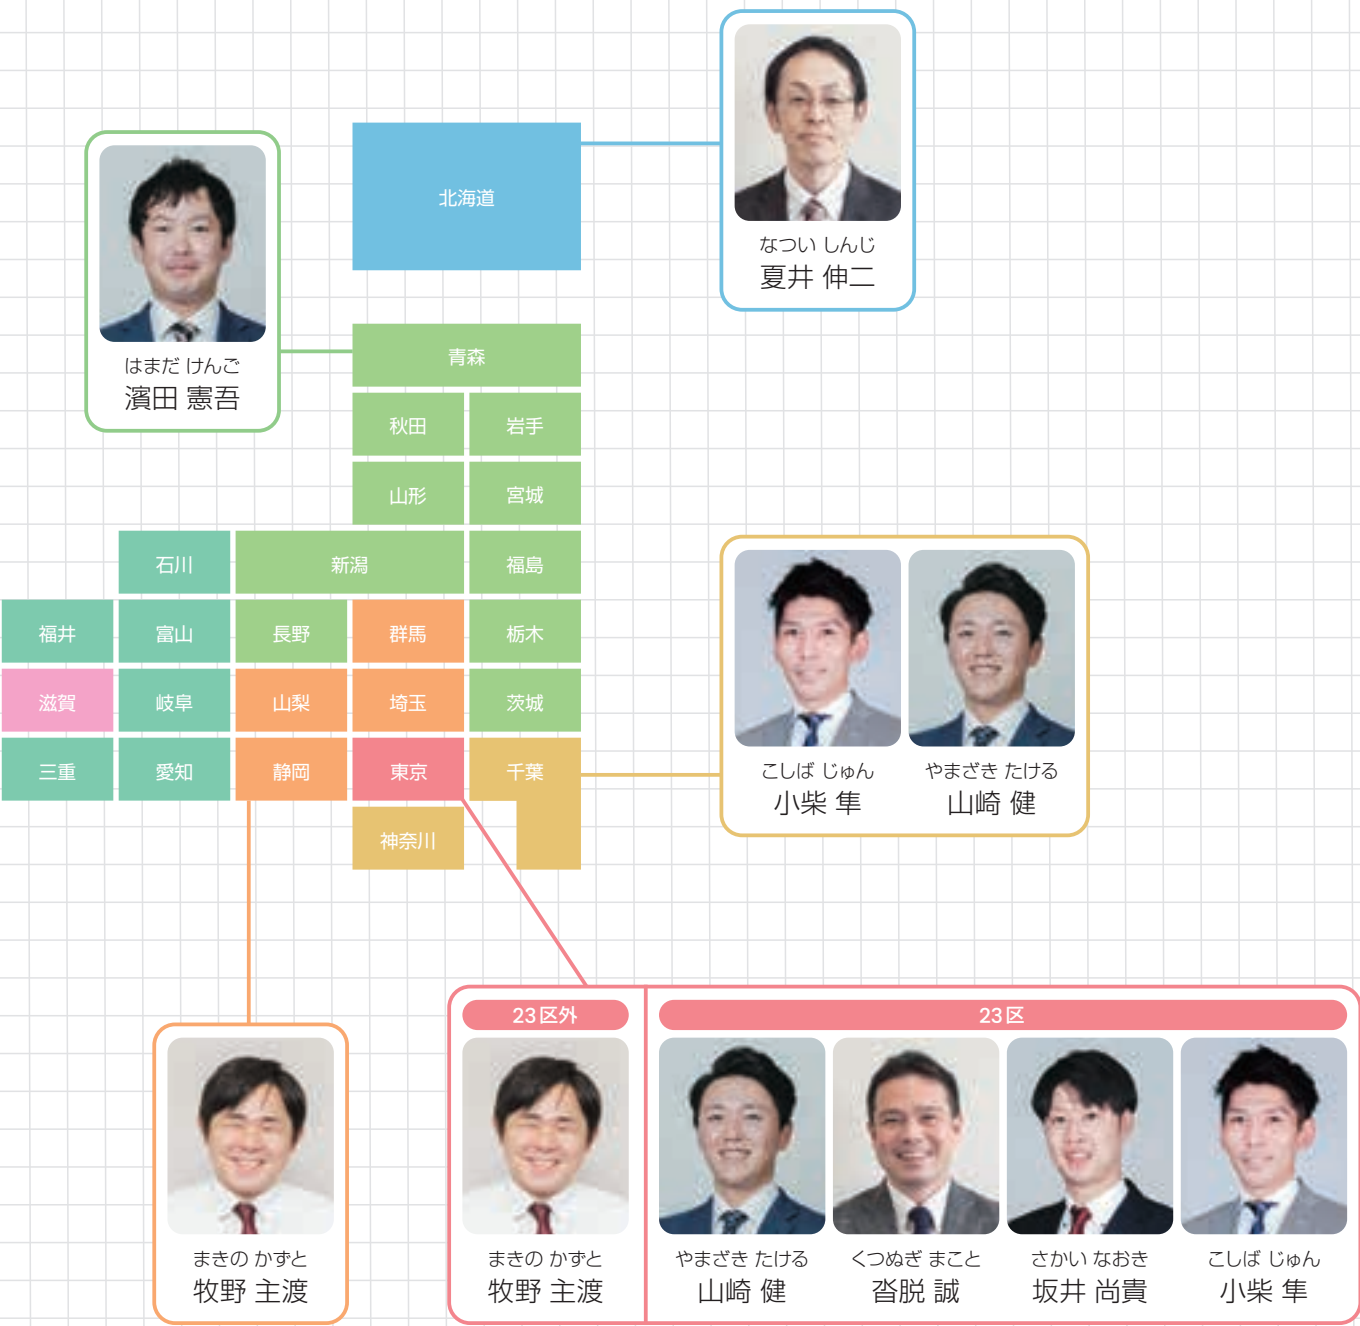 なつい しんじ
夏井 伸二
北海道
はまだ けんご
濱田 憲吾
青森
秋田
岩手
山形
宮城
石川
新潟
福島
福井
富山
長野
群馬
栃木
滋賀
岐阜
山梨
埼玉
茨城
三重
愛知
静岡
東京
千葉
神奈川
こしば じゅん
小柴 隼
やまざき たける
山崎 健
まきの かずと
牧野 主渡
23区外
まきの かずと
牧野 主渡
23区
やまざき たける
山崎 健
くつぬぎ まこと
沓脱 誠
さかい なおき
坂井 尚貴
こしば じゅん
小柴 隼